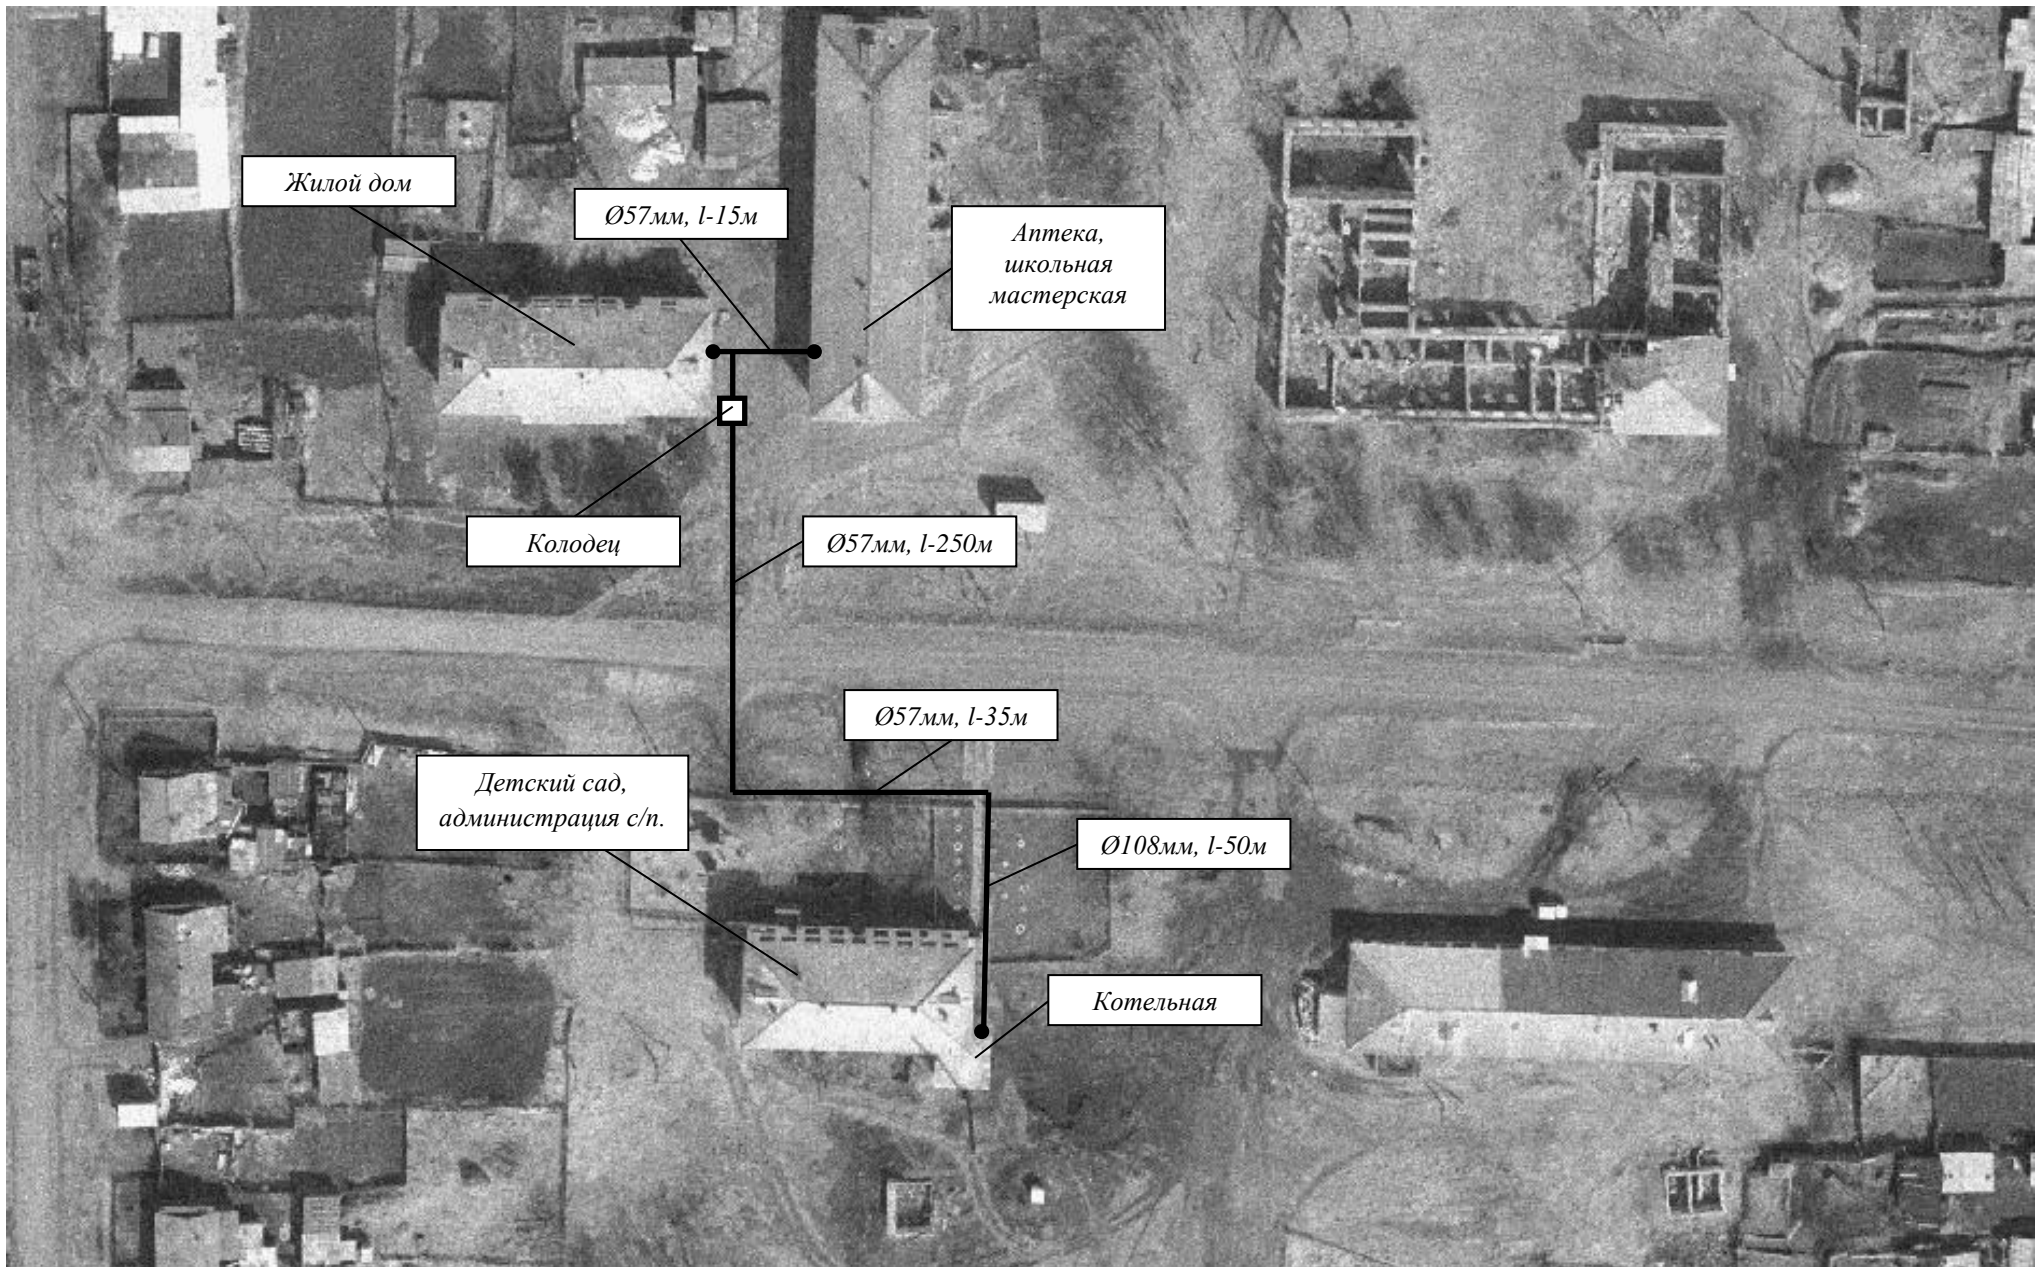 Жилой дом
Ø57мм, l-15м
Аптека,
школьная
мастерская
Колодец
Ø57мм, l-250м
Ø57мм, l-35м
Детский сад,
администрация с/п.
Ø108мм, l-50м
Котельная